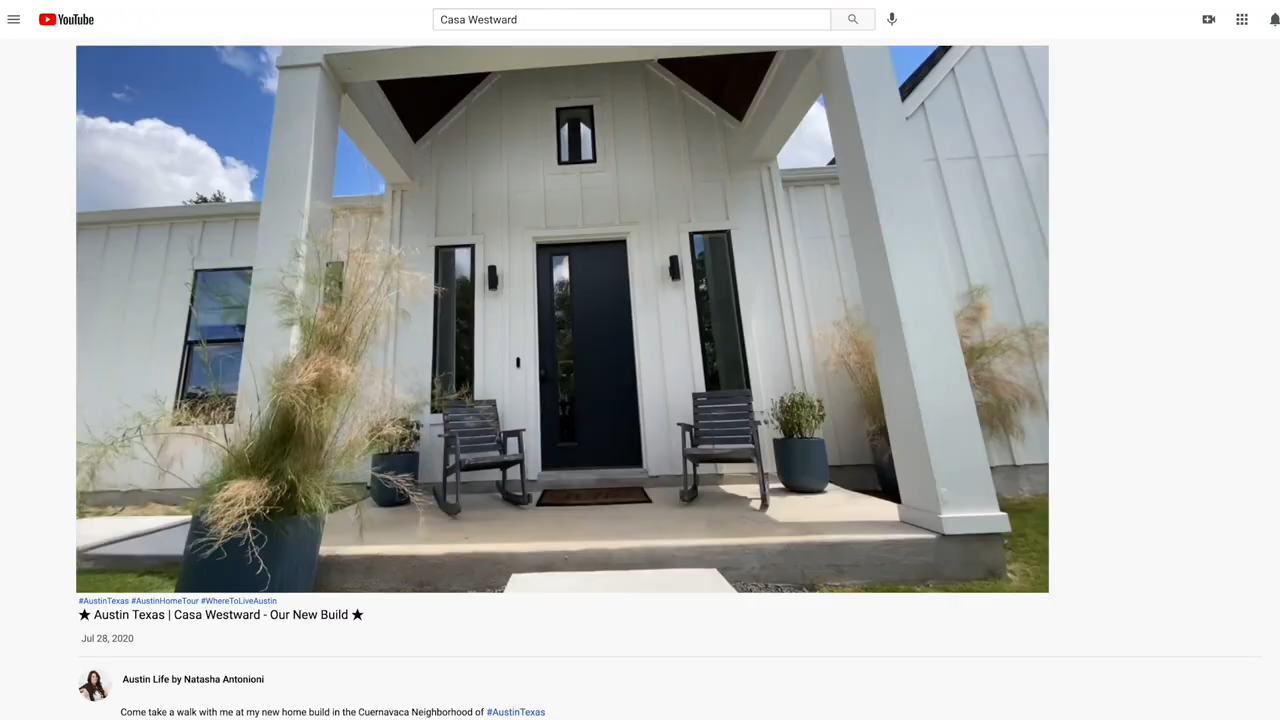 YouTube
Casa Westward
#AustinTexas #AustinHomeTour #WhereToLiveAustin
★ Austin Texas | Casa Westward - Our New Build ★
Jul 28, 2020
Austin Life by Natasha Antonioni
Come take a walk with me at my new home build in the Cuernavaca Neighborhood of #AustinTexas